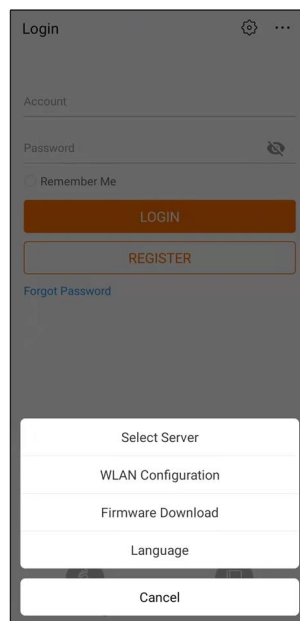 Login
Account
Password
Remember Me
LOGIN
REGISTER
Forgot Password
Select Server
WLAN Configuration
Firmware Download
Language
Cancel